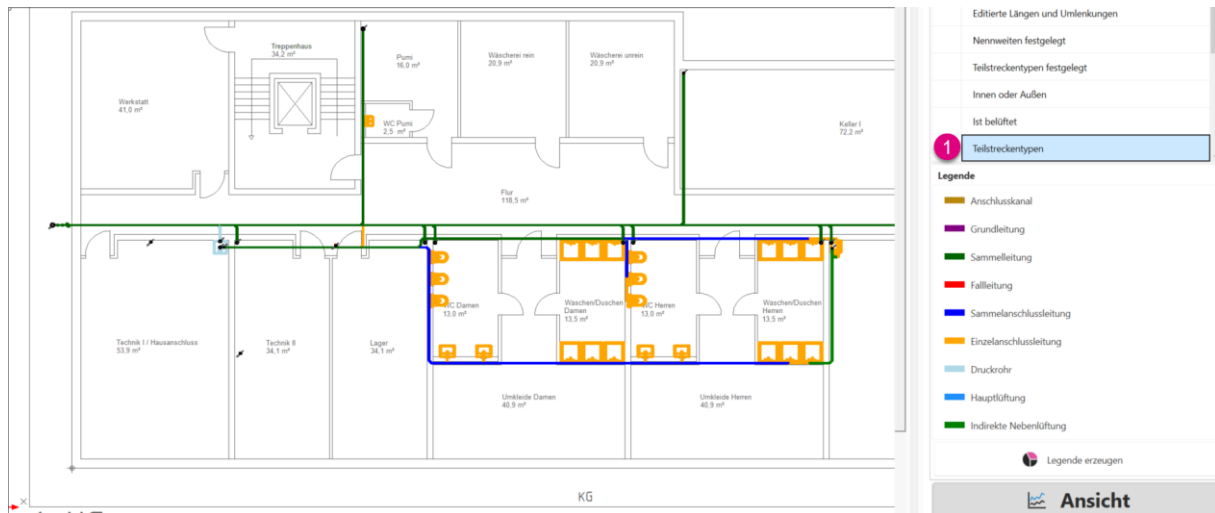 Treppenhaus
34,2 m²
Pumi
16,0 m²
Wäscherei rein
20,9 m²
Wäscherei unrein
20,9 m²
Werkstatt
41,0 m²
WC Pumi
2,5 m²
Keller I
72,2 m²
Flur
118,5 m²
WC Damen
13,0 m²
Waschen/Duschen
Damen
13,5 m²
WC Herren
13,0 m²
Waschen/Duschen
Herren
13,5 m²
Technik I / Hausanschluss
53,9 m²
Technik II
34,1 m²
Lager
34,1 m²
Umkleide Damen
40,9 m²
Umkleide Herren
40,9 m²
KG
X
Editierte Längen und Umlenkungen
Nennweiten festgelegt
Teilstreckentypen festgelegt
Innen oder Außen
Ist belüftet
1 Teilstreckentypen
Legende
Anschlusskanal
Grundleitung
Sammelleitung
Fallleitung
Sammelanschlussleitung
Einzelanschlussleitung
Druckrohr
Hauptlüftung
Indirekte Nebenlüftung
Legende erzeugen
Ansicht